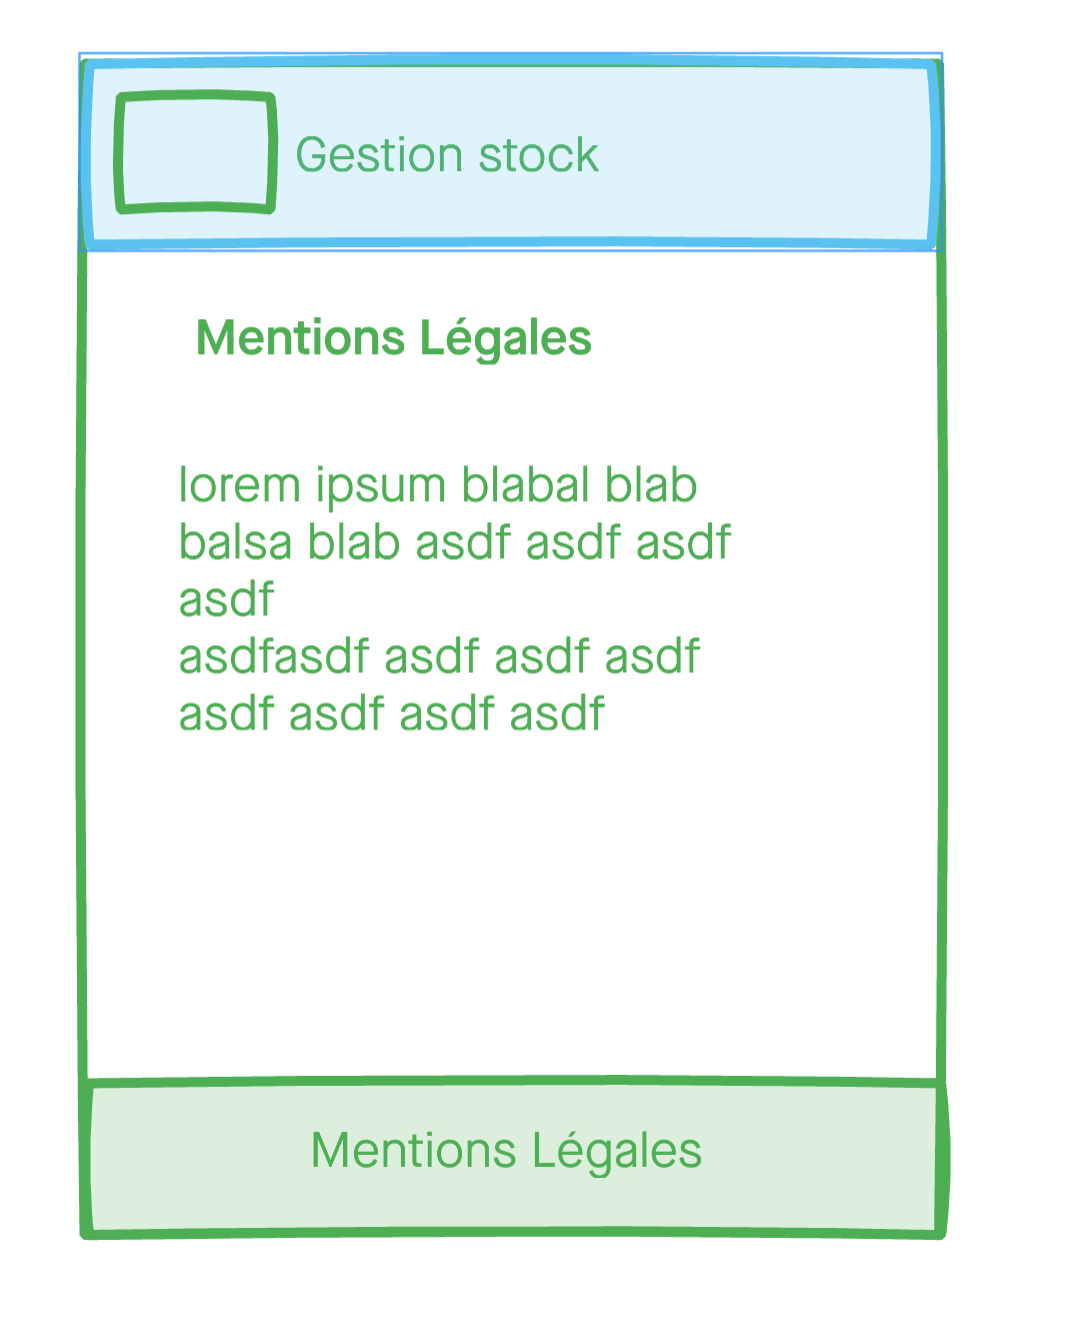 Gestion stock
Mentions Légales
lorem ipsum blabal blab
balsa blab asdf asdf asdf
asdf
asdfasdf asdf asdf asdf
asdf asdf asdf asdf
Mentions Légales